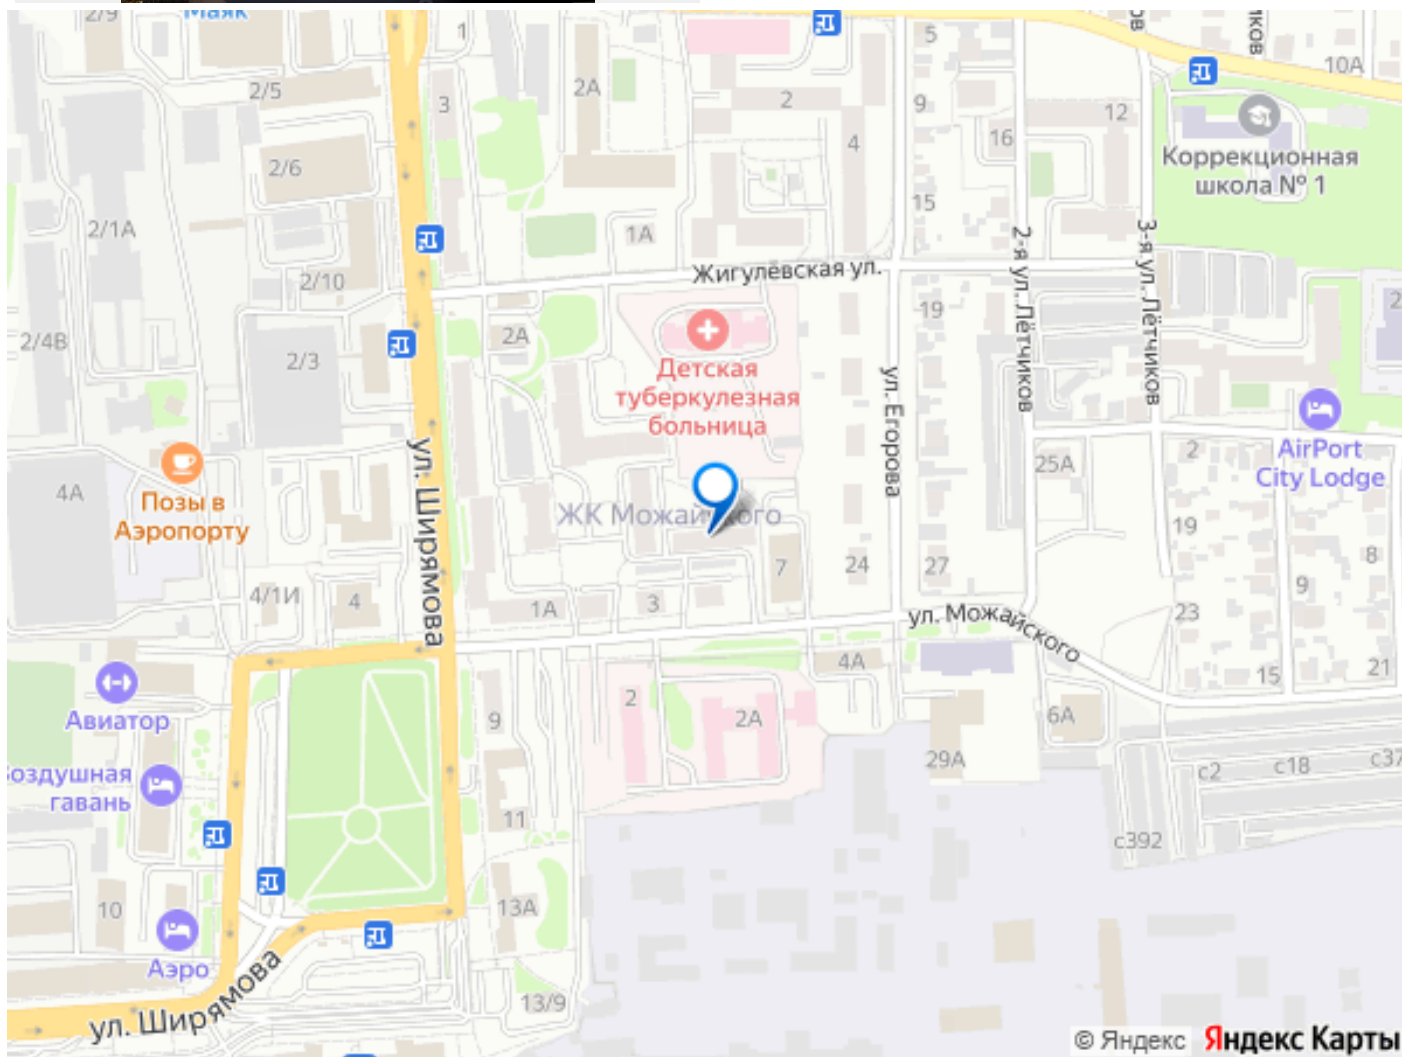 Маяк
2/9
1
2/5
3
2А
2
5
9
12
10А
16
4
2/6
Коррекционная
школа № 1
15
2/1А
1А
2-я ул. Лётчиков
3-я ул. Лётчиков
Жигулёвская ул.
2/10
19
2/4В
2/3
2А
Детская
туберкулезная
больница
ул. Егорова
AirPort
City Lodge
ул. Ширямова
25А
2
4А
Позы в
Аэропорту
ЖК Можайского
19
7
24
27
8
9
4/1И
4
1А
3
ул. Можайского
23
4А
15
21
Авиатор
9
2
2А
6А
29А
с2
с18
Воздушная
гавань
11
с392
10
13А
Аэро
ул. Ширямова
13/9
© Яндекс Яндекс Карты